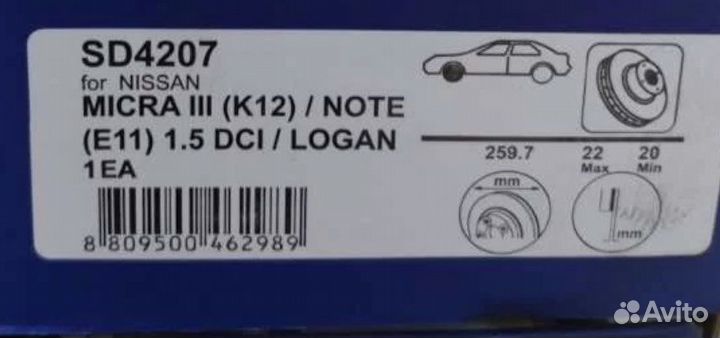 SD4207
for NISSAN
MICRA III (K12) / NOTE
(E11) 1.5 DCI / LOGAN
1EA
8 809500 462989
259.7 22 20
Max Min
mm
mm
Avito